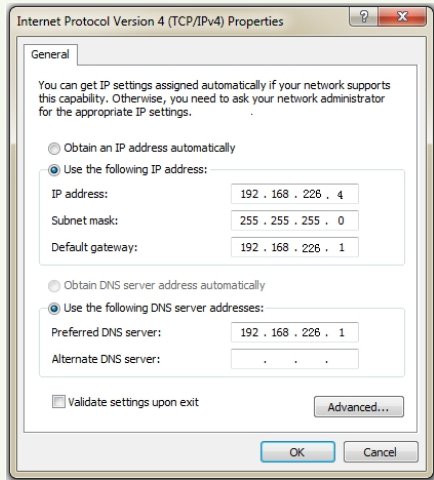 Internet Protocol Version 4 (TCP/IPv4) Properties
General
You can get IP settings assigned automatically if your network supports
this capability. Otherwise, you need to ask your network administrator
for the appropriate IP settings.
Obtain an IP address automatically
Use the following IP address:
IP address: 192 . 168 . 226 . 4
Subnet mask: 255 . 255 . 255 . 0
Default gateway: 192 . 168 . 226 . 1
Obtain DNS server address automatically
Use the following DNS server addresses:
Preferred DNS server: 192 . 168 . 226 . 1
Alternate DNS server: . . .
Validate settings upon exit
Advanced...
OK Cancel